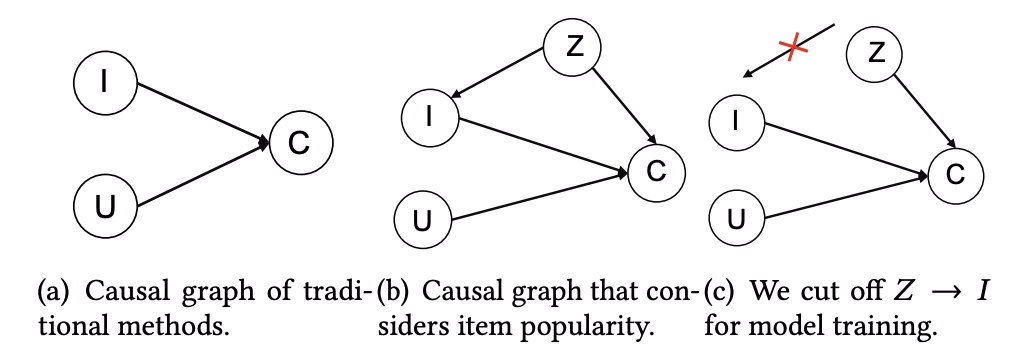 I
U
C
Z
I
U
C
Z
I
U
C
(a) Causal graph of tradi-
tional methods.
(b) Causal graph that con-
siders item popularity.
(c) We cut off Z → I
for model training.